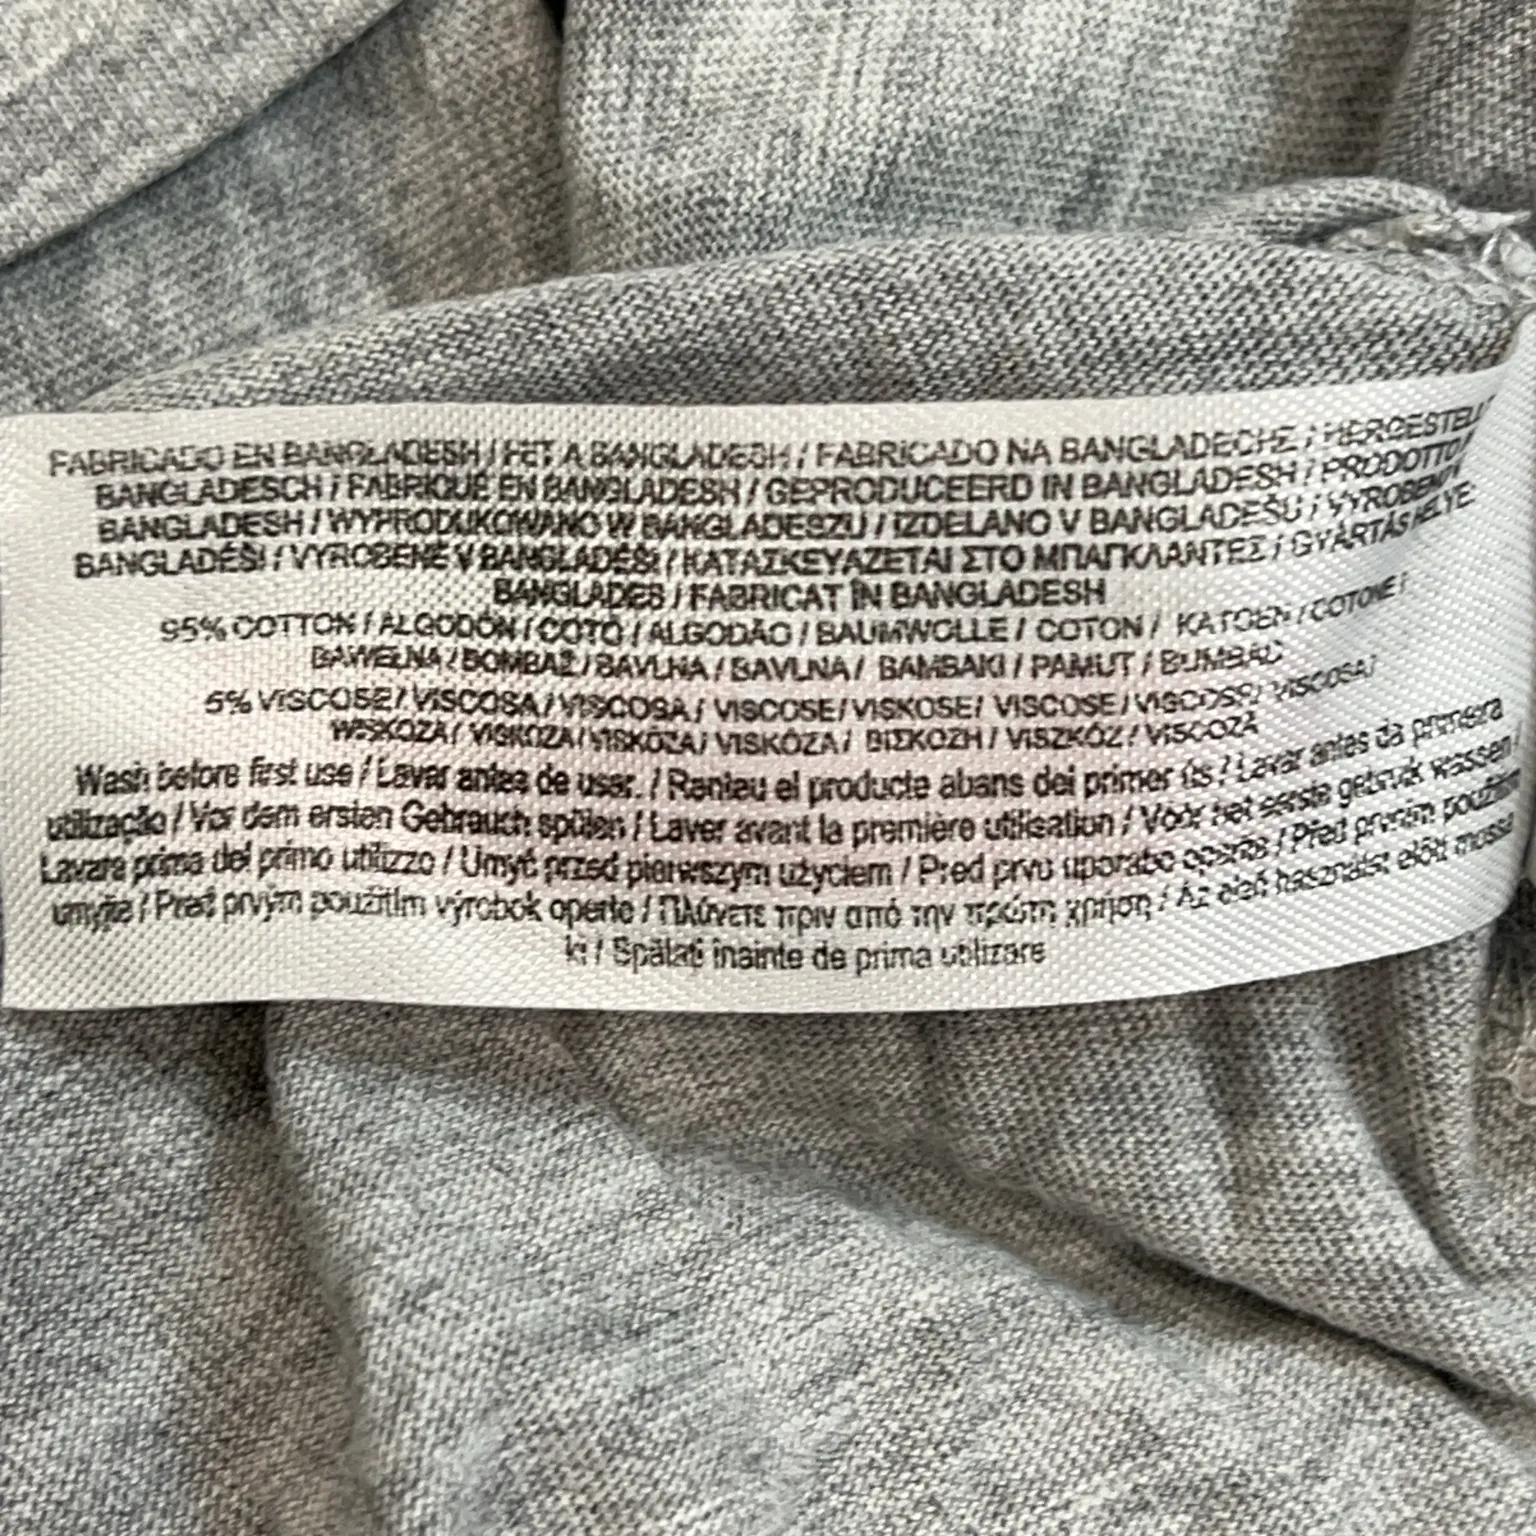 FABRICADO EN BANGLADESH / FET A BANGLADESH / FABRICADO NA BANGLADECHE / HERGESTELLT
BANGLADESCH / FABRIQUÉ EN BANGLADESH / GEPRODUCEERD IN BANGLADESH / PRODOTTO
BANGLADESH / WYPRODUKOWANO W BANGLADESZU / IZDELANO V BANGLADEŠU / VYROBENO V
BANGLADÉŠI / VYROBENÉ V BANGLADÉŠI / ΚΑΤΑΣΚΕΥΑΖΕΤΑΙ ΣΤΟ ΜΠΑΓΚΛΑΝΤΕΣ / GYÁRTÁS HELYE:
BANGLADES / FABRICAT ÎN BANGLADESH
95% COTTON / ALGODÓN / COTÓ / ALGODÃO / BAUMWOLLE / COTON / KATOEN / COTONE /
BAWEŁNA / BOMBAŽ / BAVLNA / BAVLNA / BAMBAKI / PAMUT / BUMBAC
5% VISCOSE / VISCOSA / VISCOSA / VISCOSE / VISKOSE / VISCOSE / VISCOSE / VISCOSA /
WISKOZA / VISKOZA / VISKÓZA / VISKÓZA / ΒΙΣΚΟΖΗ / VISZKÓZ / VISCOZĂ
Wash before first use / Lavar antes de usar. / Renteu el producte abans del primer ús / Lavar antes da primeira
utilização / Vor dem ersten Gebrauch spülen / Laver avant la première utilisation / Vóór het eerste gebruik wassen
Lavare prima del primo utilizzo / Umyć przed pierwszym użyciem / Pred prvo uporabo operite / Před prvním použitím
umyjte / Pred prvým použitím výrobok operte / Πλύνετε πριν από την πρώτη χρήση / Az első használat előtt mossa
ki / Spălați înainte de prima utilizare